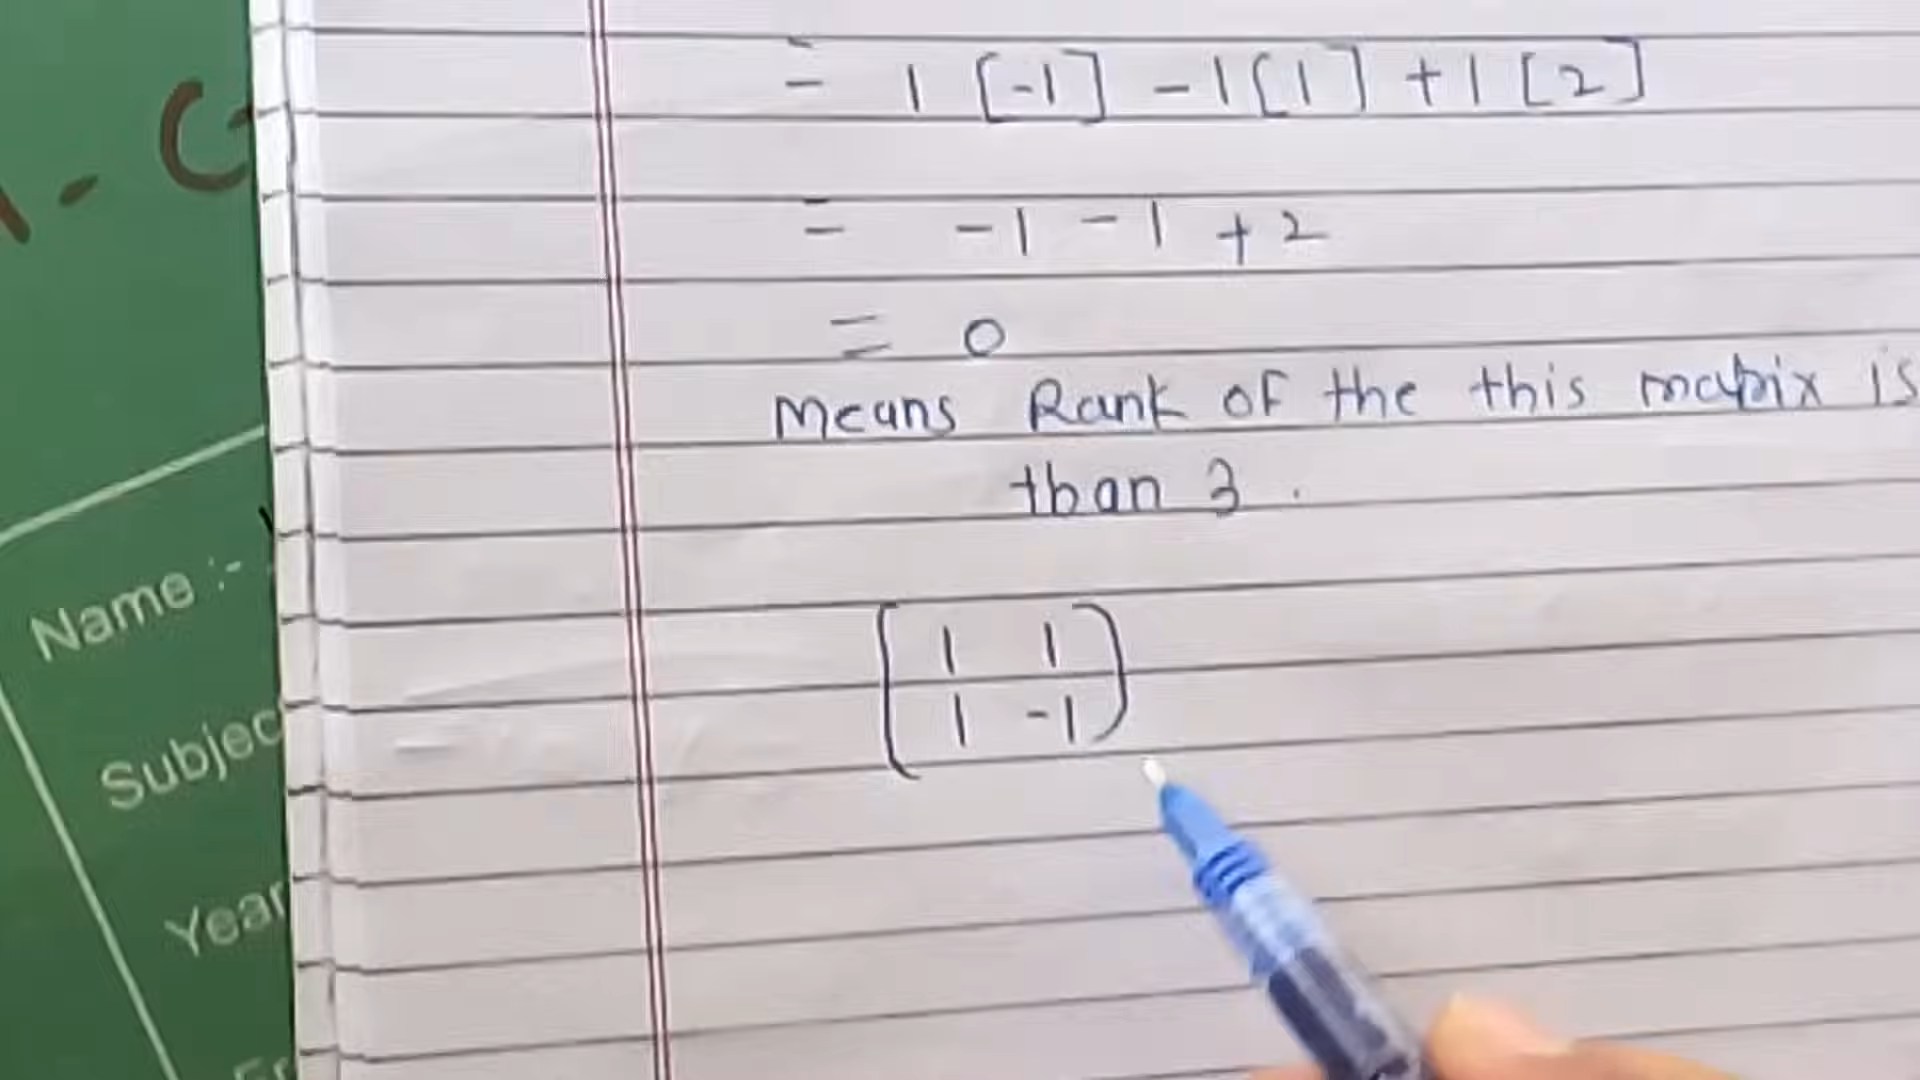 = 1 [-1] -1 [1] +1 [2]
= -1 -1 +2
= 0
Means Rank of the this matrix is
than 3 .
1 1
1 -1
Name :-
Subjec
Year